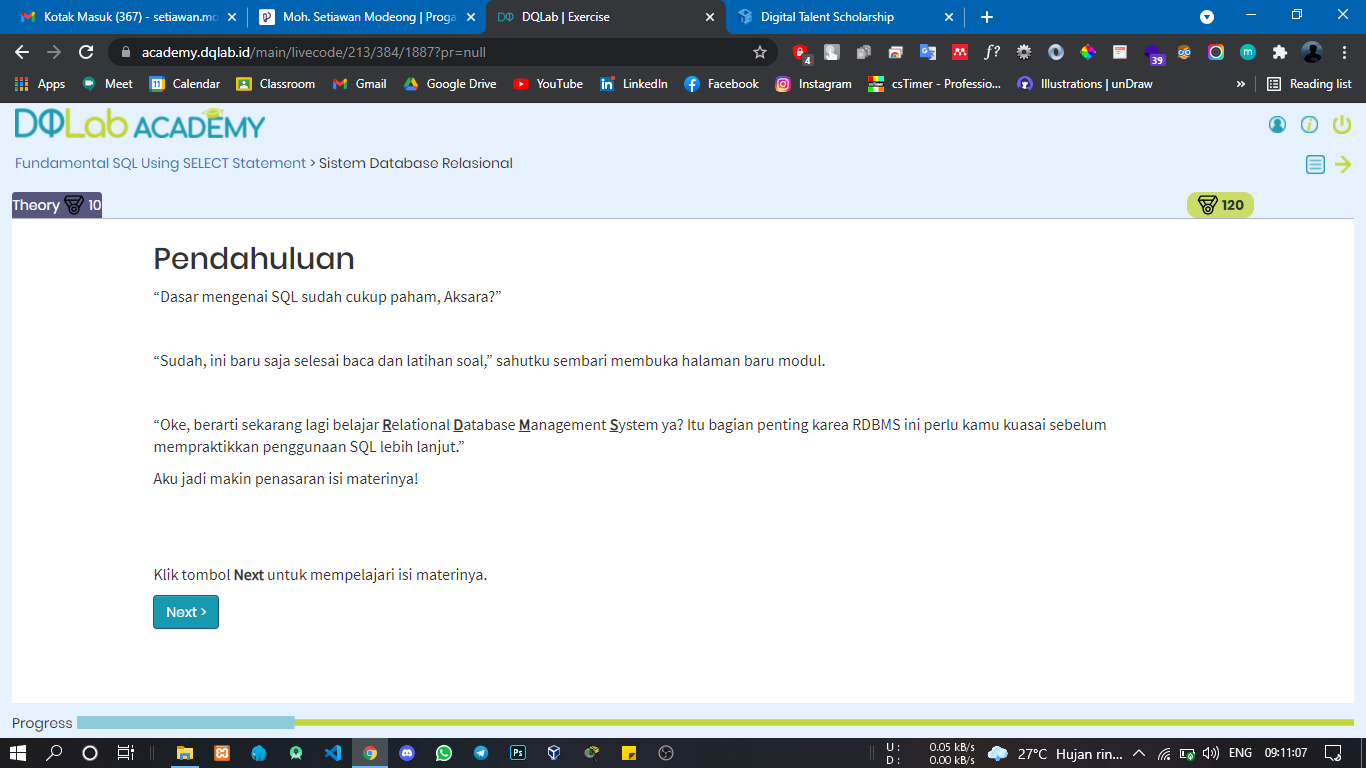 Kotak Masuk (367) - setiawan.mo
Moh. Setiawan Modeong | Proga
DQLab | Exercise
Digital Talent Scholarship
academy.dqlab.id/main/livecode/213/384/1887?pr=null
4
f?
m
39
Apps
Meet
Calendar
Classroom
Gmail
Google Drive
YouTube
LinkedIn
Facebook
Instagram
csTimer - Professio...
Illustrations | unDraw
»
Reading list
DQLab ACADEMY
Fundamental SQL Using SELECT Statement > Sistem Database Relasional
Theory 10
120
Pendahuluan
“Dasar mengenai SQL sudah cukup paham, Aksara?”
“Sudah, ini baru saja selesai baca dan latihan soal,” sahutku sembari membuka halaman baru modul.
“Oke, berarti sekarang lagi belajar Relational Database Management System ya? Itu bagian penting karea RDBMS ini perlu kamu kuasai sebelum
mempraktikkan penggunaan SQL lebih lanjut.”
Aku jadi makin penasaran isi materinya!
Klik tombol Next untuk mempelajari isi materinya.
Next >
Progress
U : 0.05 kB/s
D : 0.00 kB/s
27°C Hujan rin...
ENG
09:11:07